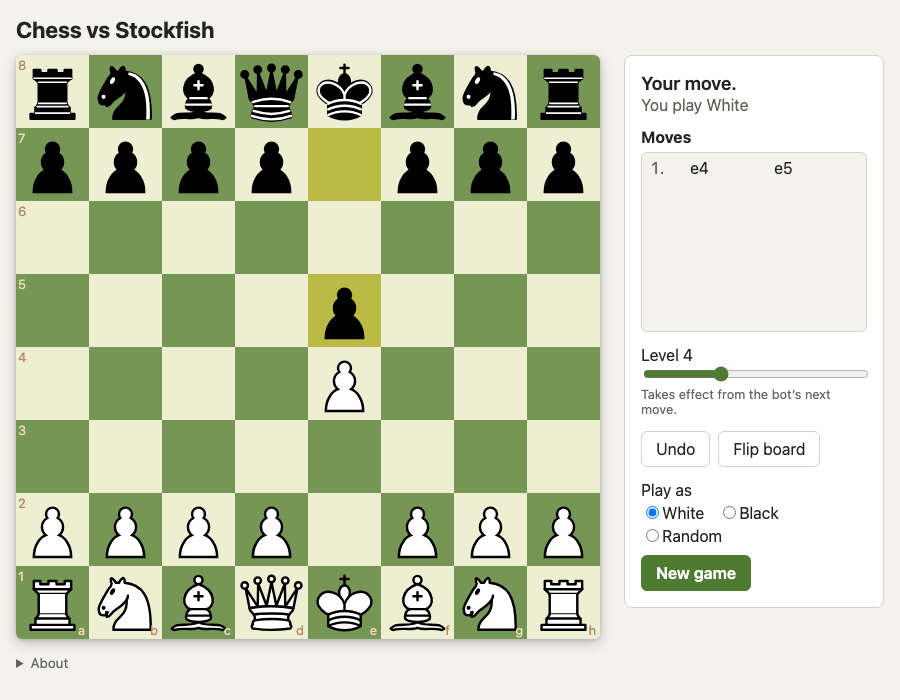 Chess vs Stockfish
8
7
6
5
4
3
2
1
a b c d e f g h
Your move.
You play White
Moves
1. e4 e5
Level 4
Takes effect from the bot's next
move.
Undo Flip board
Play as
White Black
Random
New game
About